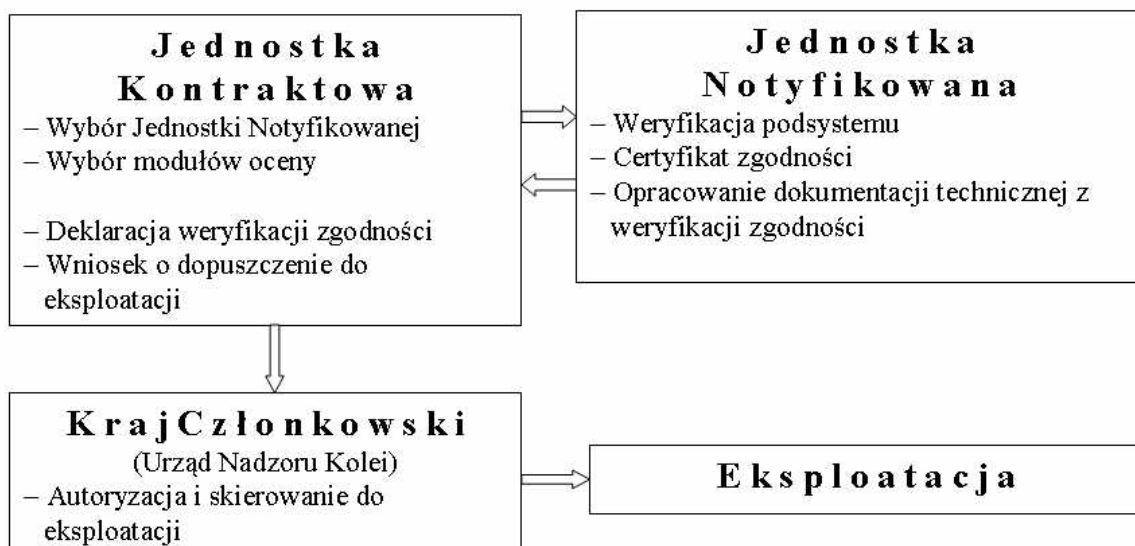 Jednostka
Kontraktowa
– Wybór Jednostki Notyfikowanej
– Wybór modułów oceny
– Deklaracja weryfikacji zgodności
– Wniosek o dopuszczenie do
eksploatacji
Jednostka
Notyfikowana
– Weryfikacja podsystemu
– Certyfikat zgodności
– Opracowanie dokumentacji technicznej z
weryfikacji zgodności
KrajCzłonkowski
(Urząd Nadzoru Kolei)
– Autoryzacja i skierowanie do
eksploatacji
Eksploatacja